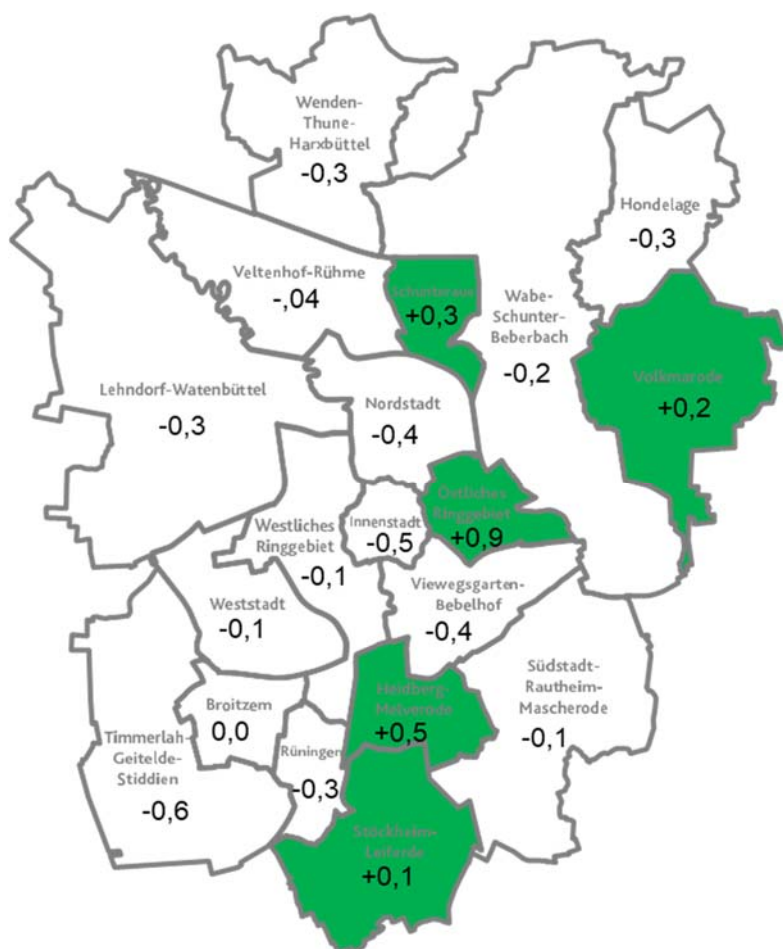 Wenden-
Thune-
Harxbüttel
-0,3
Hondelage
-0,3
Veltenhof-Rühme
-,04
Schunteraue
+0,3
Wabe-
Schunter-
Beberbach
-0,2
Volkmarode
+0,2
Lehndorf-Watenbüttel
-0,3
Nordstadt
-0,4
Östliches
Ringgebiet
+0,9
Westliches
Ringgebiet
-0,1
Innenstadt
-0,5
Viewegsgarten-
Bebelhof
-0,4
Weststadt
-0,1
Südstadt-
Rautheim-
Mascherode
-0,1
Heidberg-
Melverode
+0,5
Broitzem
0,0
Timmerlah-
Geitelde-
Stiddien
-0,6
Rüningen
-0,3
Stöckheim-
Leiferde
+0,1